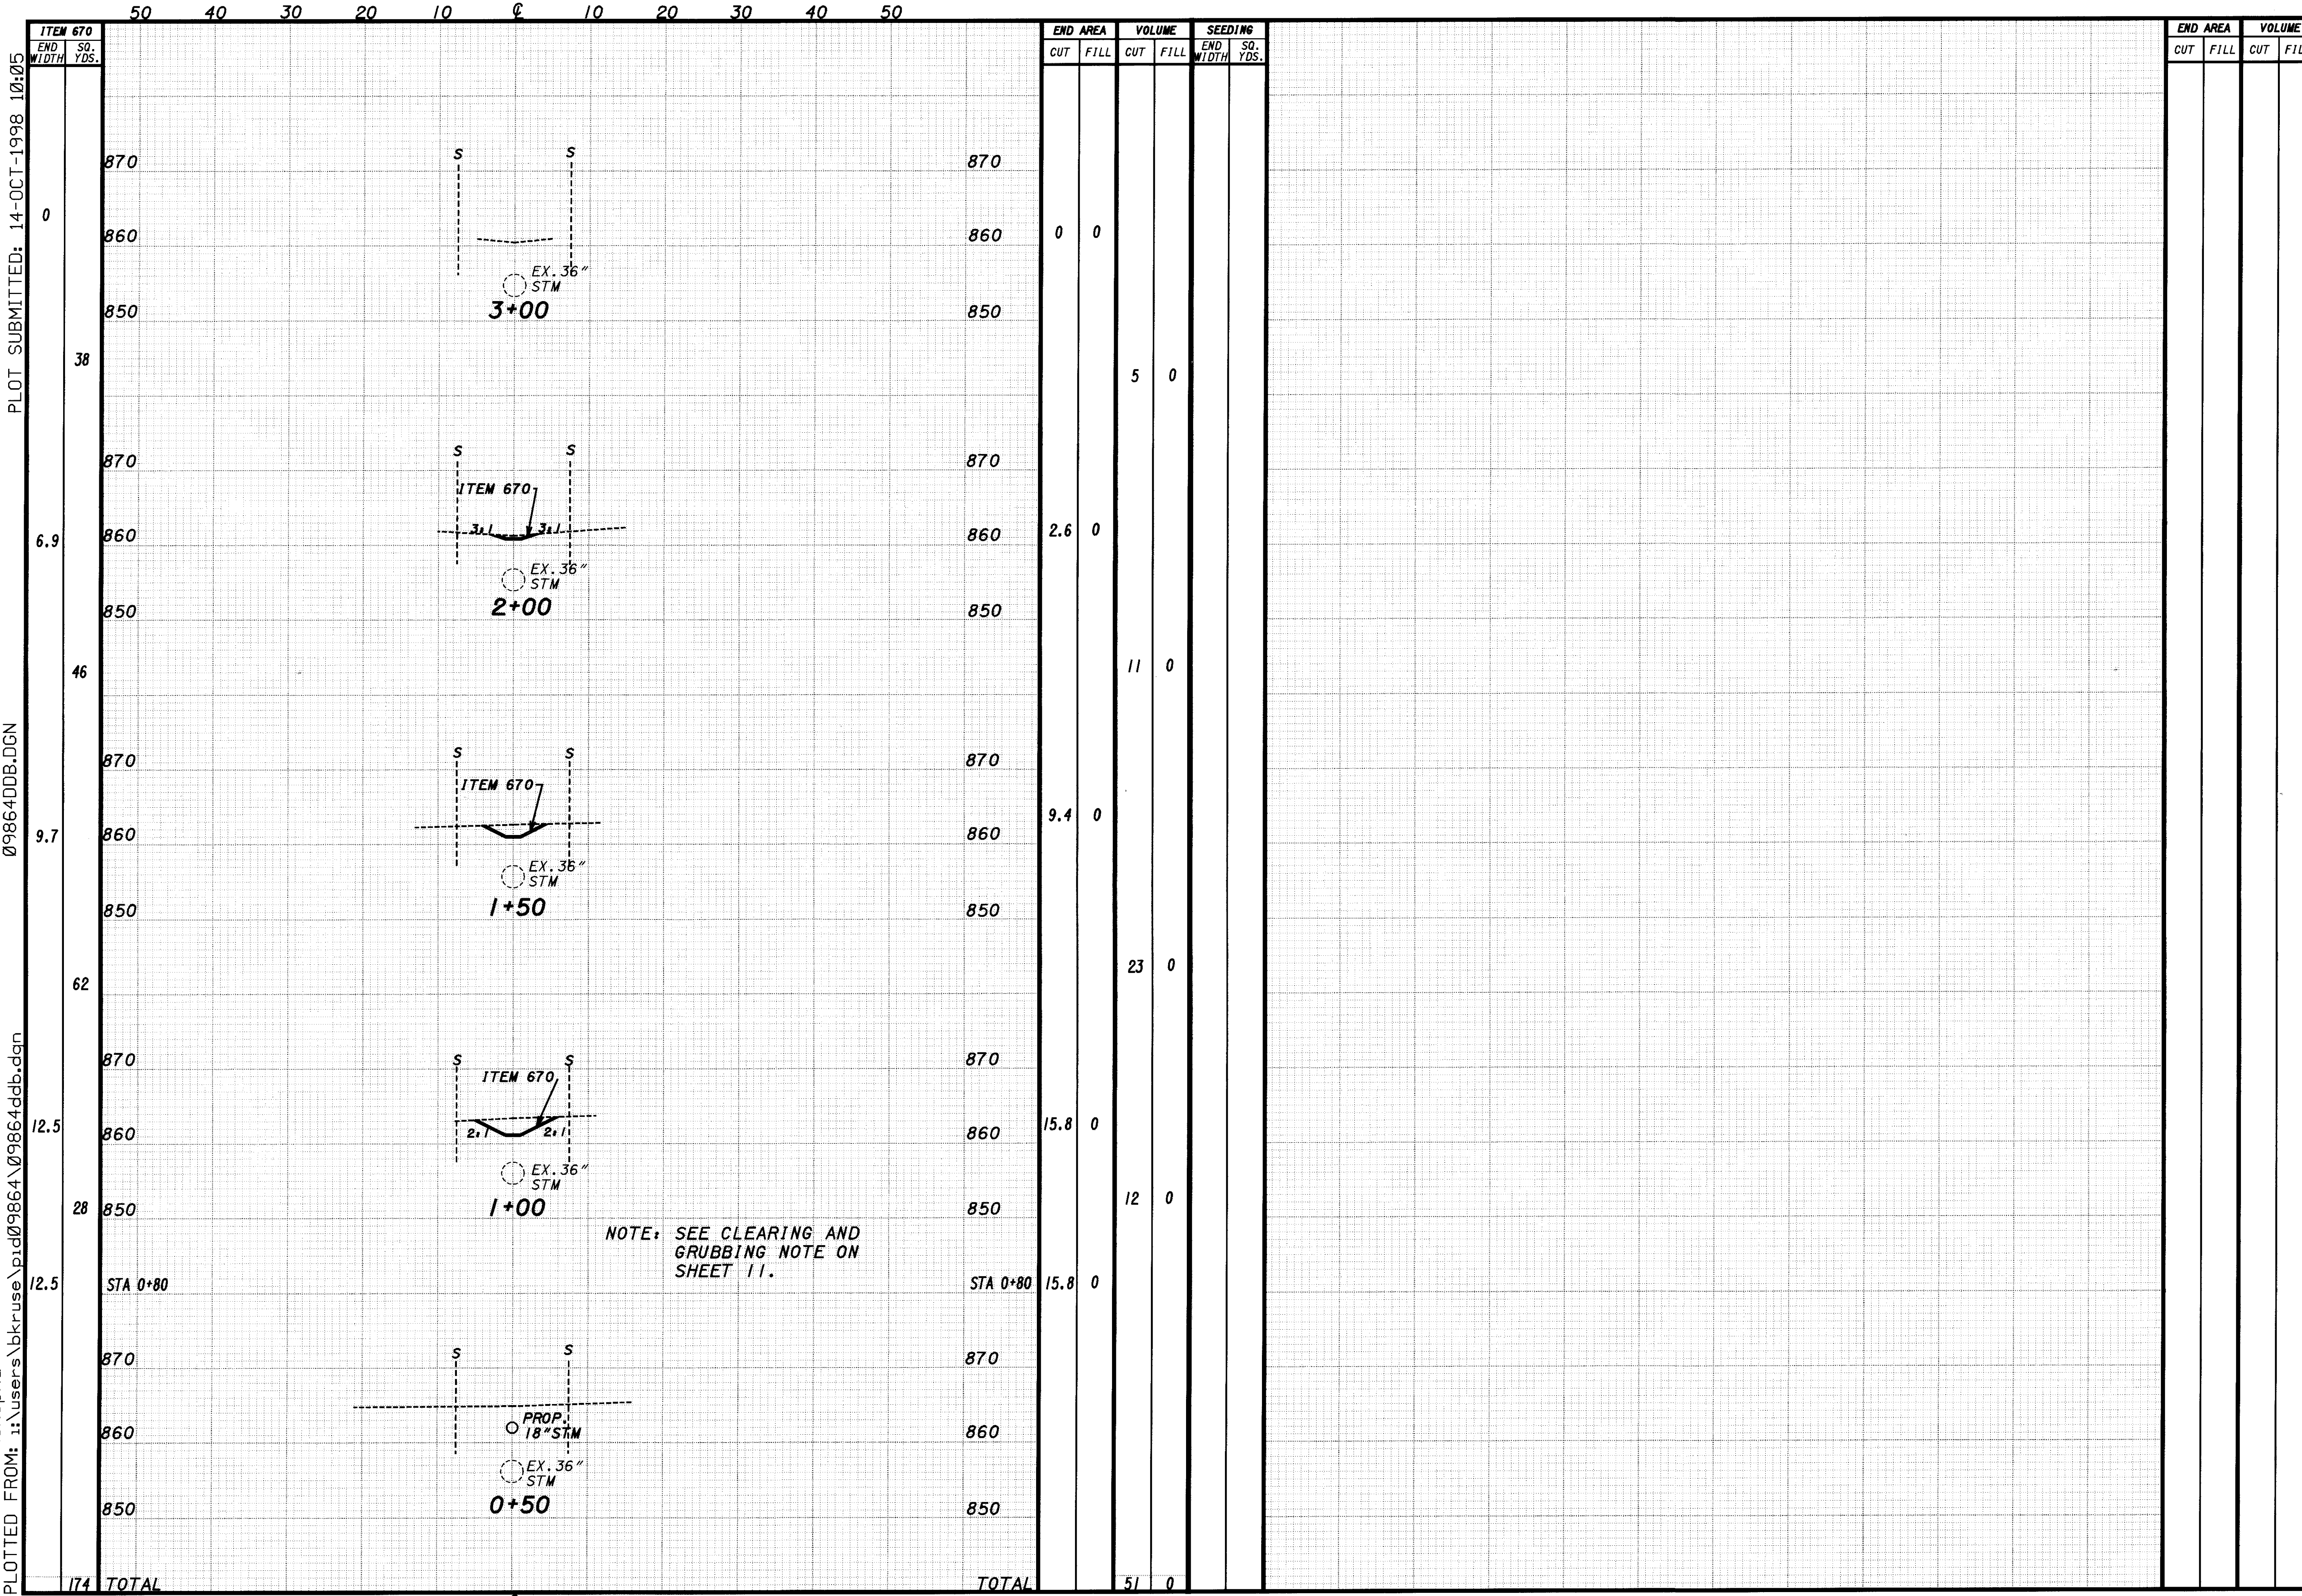 50 40 30 20 10 ℄ 10 20 30 40 50
ITEM 670
END WIDTH SQ. YDS.
END AREA VOLUME SEEDING
CUT FILL CUT FILL END WIDTH SQ. YDS.
END AREA VOLUME
CUT FILL CUT
PLOT SUBMITTED: 14-OCT-1998 10:05
09864DDB.DGN
PLOTTED FROM: i:\users\bkruse\pid09864\09864ddb.dgn
S S
870 870
0 860 860 0 0
EX. 36"
STM
3+00
850 850
38 5 0
S S
870 870
ITEM 670
3:1 3:1
6.9 860 860 2.6 0
EX. 36"
STM
2+00
850 850
46 11 0
S S
870 870
ITEM 670
9.7 860 860 9.4 0
EX. 36"
STM
1+50
850 850
62 23 0
S S
870 870
ITEM 670
12.5 860 860 15.8 0
2:1 2:1
EX. 36"
STM
1+00
28 850 850 12 0
NOTE: SEE CLEARING AND
GRUBBING NOTE ON
SHEET 11.
12.5 STA 0+80 STA 0+80 15.8 0
S S
870 870
PROP.
18"STM
860 860
EX. 36"
STM
0+50
850 850
174 TOTAL TOTAL 51 0